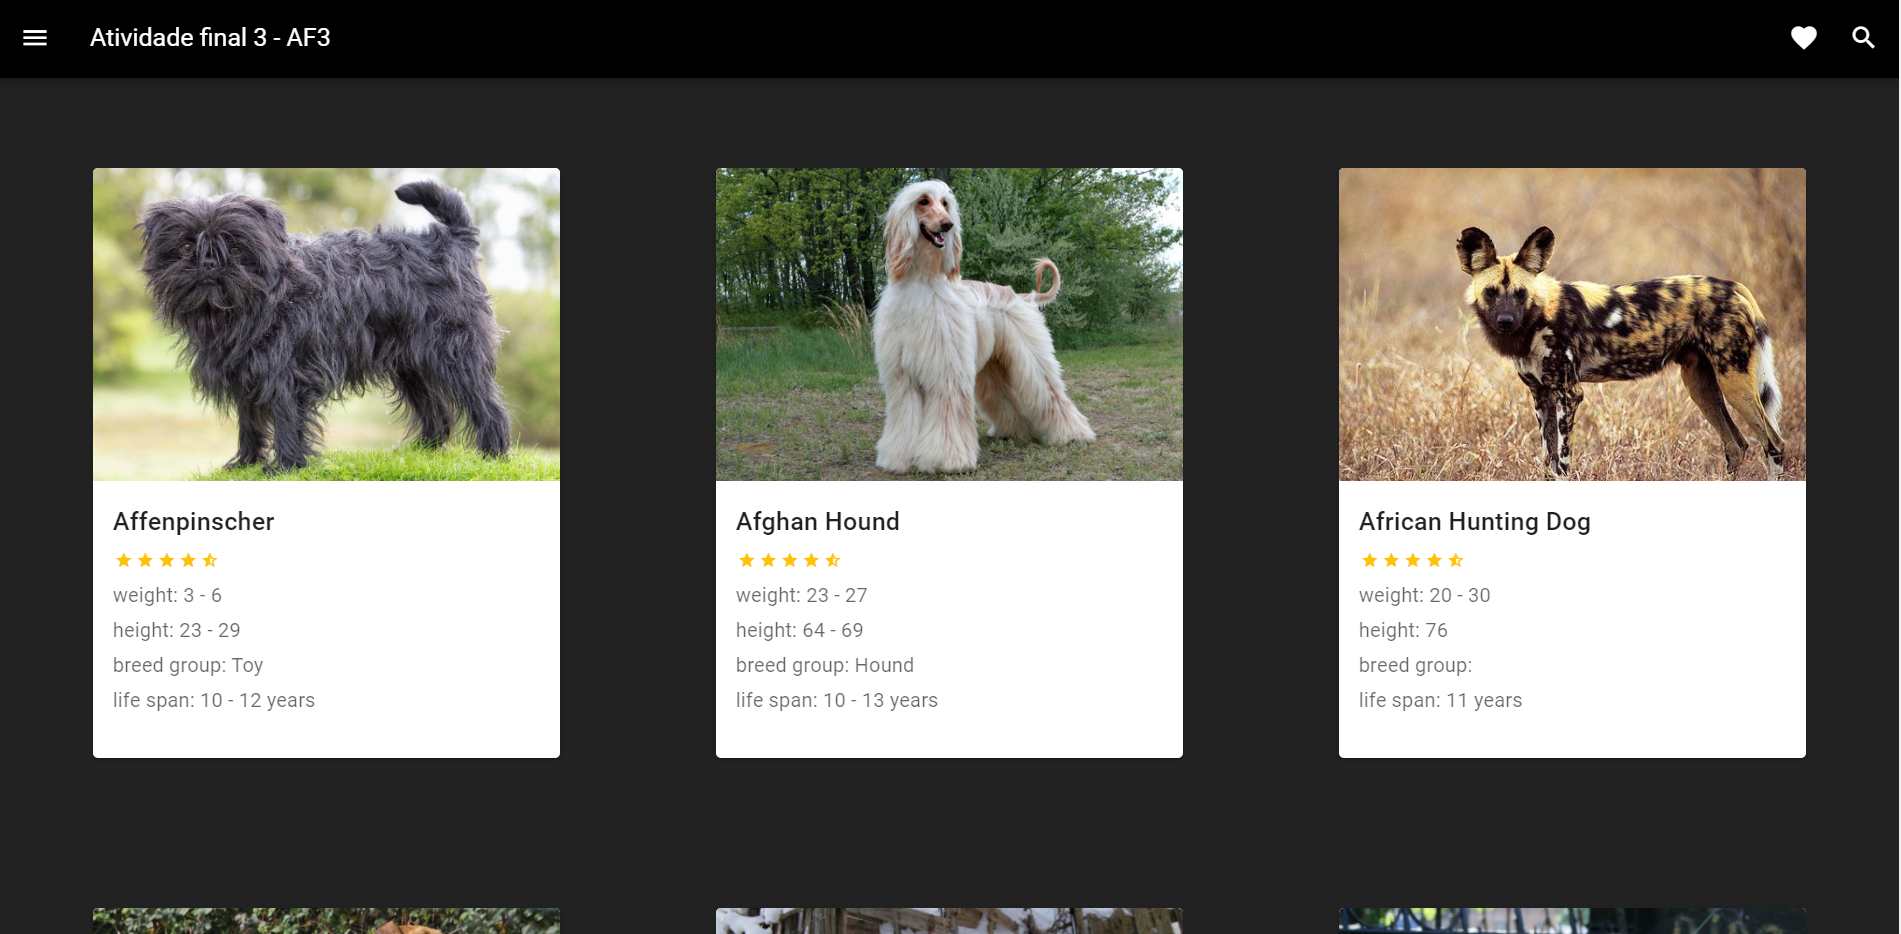 Atividade final 3 - AF3
Affenpinscher
weight: 3 - 6
height: 23 - 29
breed group: Toy
life span: 10 - 12 years
Afghan Hound
weight: 23 - 27
height: 64 - 69
breed group: Hound
life span: 10 - 13 years
African Hunting Dog
weight: 20 - 30
height: 76
breed group:
life span: 11 years